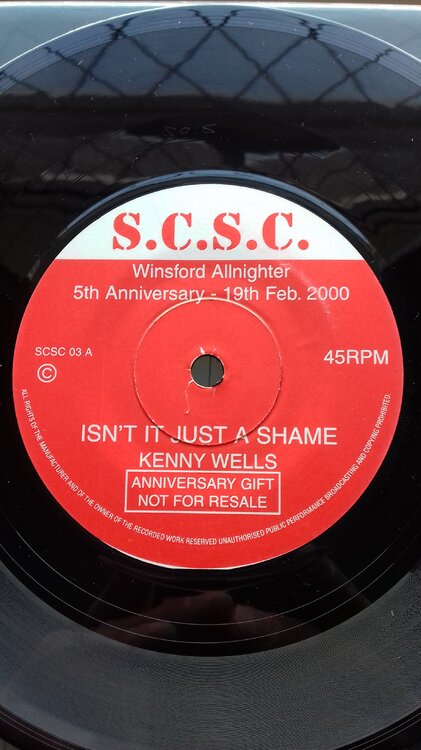 S.C.S.C.
Winsford Allnighter
5th Anniversary - 19th Feb. 2000
SCSC 03 A
45RPM
©
ISN'T IT JUST A SHAME
KENNY WELLS
ANNIVERSARY GIFT
NOT FOR RESALE
ALL RIGHTS OF THE MANUFACTURER AND OF THE OWNER OF THE RECORDED WORK RESERVED UNAUTHORISED PUBLIC PERFORMANCE BROADCASTING AND COPYING PROHIBITED.